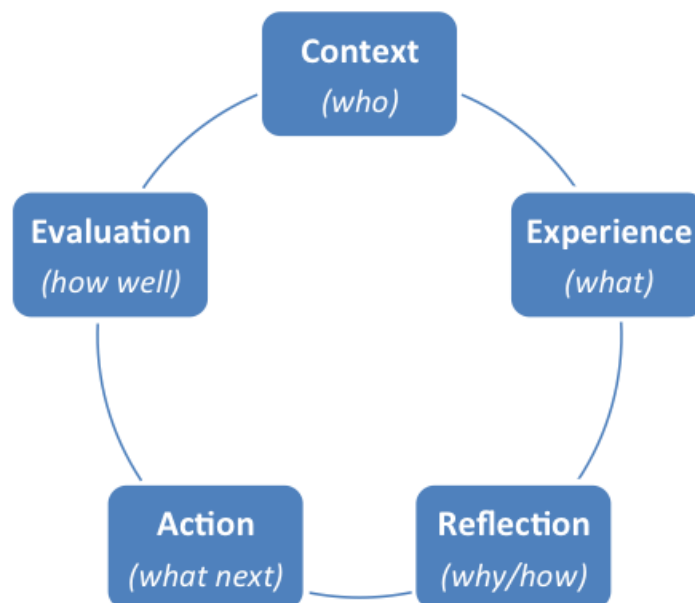 Context
(who)
Experience
(what)
Reflection
(why/how)
Action
(what next)
Evaluation
(how well)